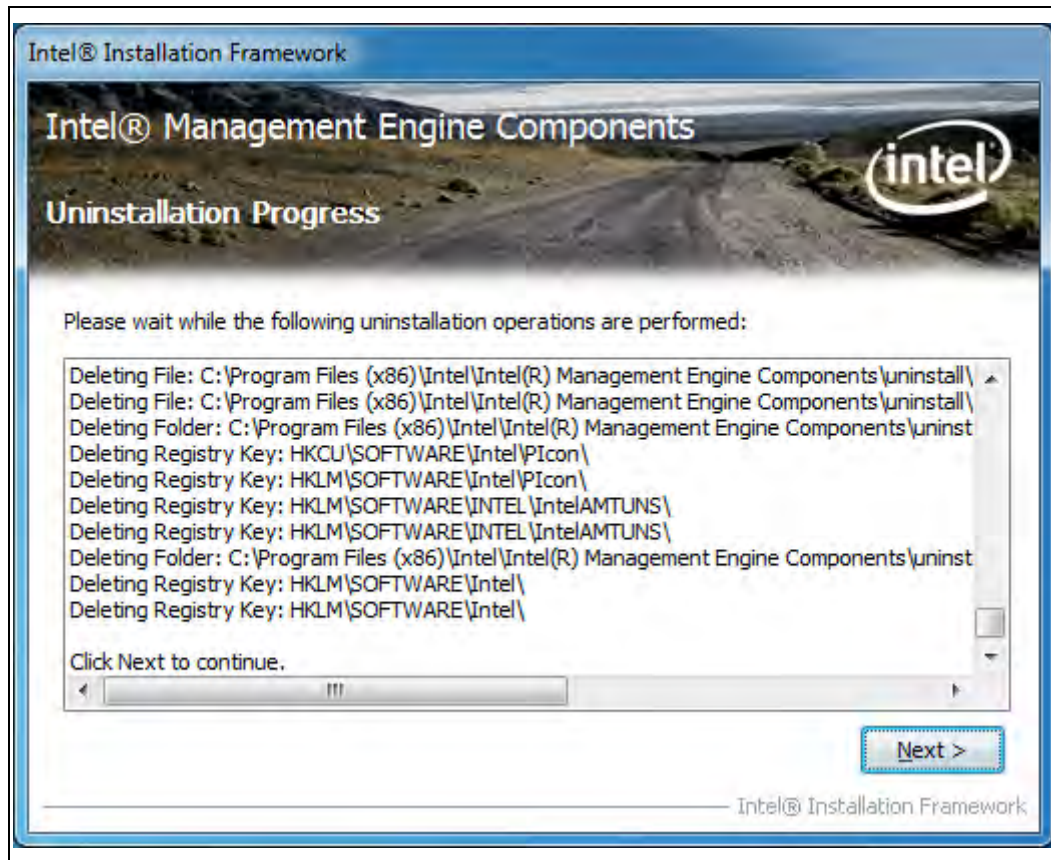 Intel® Installation Framework
Intel® Management Engine Components
intel
Uninstallation Progress
Please wait while the following uninstallation operations are performed:
Deleting File: C:\Program Files (x86)\Intel\Intel(R) Management Engine Components\uninstall\
Deleting File: C:\Program Files (x86)\Intel\Intel(R) Management Engine Components\uninstall\
Deleting Folder: C:\Program Files (x86)\Intel\Intel(R) Management Engine Components\uninst
Deleting Registry Key: HKCU\SOFTWARE\Intel\PIcon\
Deleting Registry Key: HKLM\SOFTWARE\Intel\PIcon\
Deleting Registry Key: HKLM\SOFTWARE\INTEL\IntelAMTUNS\
Deleting Registry Key: HKLM\SOFTWARE\INTEL\IntelAMTUNS\
Deleting Folder: C:\Program Files (x86)\Intel\Intel(R) Management Engine Components\uninst
Deleting Registry Key: HKLM\SOFTWARE\Intel\
Deleting Registry Key: HKLM\SOFTWARE\Intel\
Click Next to continue.
Next >
Intel® Installation Framework